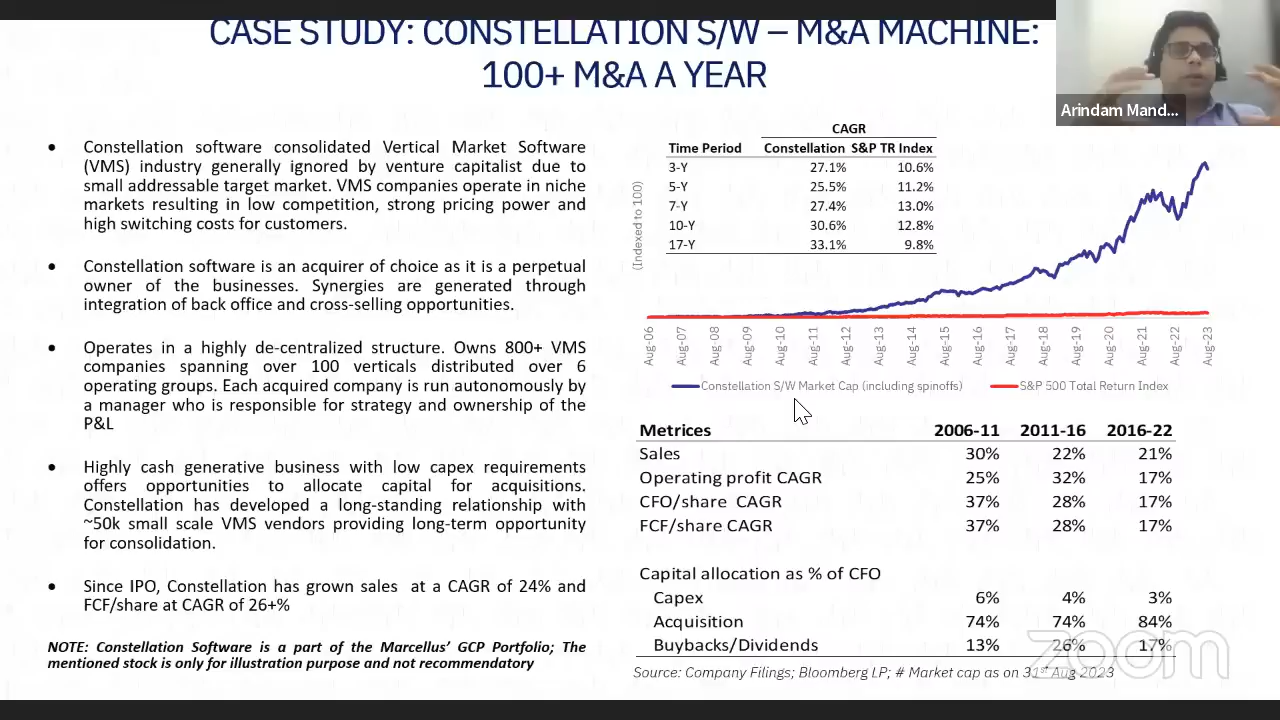 CASE STUDY: CONSTELLATION S/W – M&A MACHINE:
100+ M&A A YEAR
Arindam Mand...
• Constellation software consolidated Vertical Market Software
(VMS) industry generally ignored by venture capitalist due to
small addressable target market. VMS companies operate in niche
markets resulting in low competition, strong pricing power and
high switching costs for customers.
• Constellation software is an acquirer of choice as it is a perpetual
owner of the businesses. Synergies are generated through
integration of back office and cross-selling opportunities.
• Operates in a highly de-centralized structure. Owns 800+ VMS
companies spanning over 100 verticals distributed over 6
operating groups. Each acquired company is run autonomously by
a manager who is responsible for strategy and ownership of the
P&L
• Highly cash generative business with low capex requirements
offers opportunities to allocate capital for acquisitions.
Constellation has developed a long-standing relationship with
~50k small scale VMS vendors providing long-term opportunity
for consolidation.
• Since IPO, Constellation has grown sales at a CAGR of 24% and
FCF/share at CAGR of 26+%
NOTE: Constellation Software is a part of the Marcellus’ GCP Portfolio; The
mentioned stock is only for illustration purpose and not recommendatory
CAGR
Time Period Constellation S&P TR Index
3-Y 27.1% 10.6%
5-Y 25.5% 11.2%
7-Y 27.4% 13.0%
10-Y 30.6% 12.8%
17-Y 33.1% 9.8%
(Indexed to 100)
Aug-06 Aug-07 Aug-08 Aug-09 Aug-10 Aug-11 Aug-12 Aug-13 Aug-14 Aug-15 Aug-16 Aug-17 Aug-18 Aug-19 Aug-20 Aug-21 Aug-22 Aug-23
Constellation S/W Market Cap (including spinoffs) S&P 500 Total Return Index
Metrices 2006-11 2011-16 2016-22
Sales 30% 22% 21%
Operating profit CAGR 25% 32% 17%
CFO/share CAGR 37% 28% 17%
FCF/share CAGR 37% 28% 17%
Capital allocation as % of CFO
Capex 6% 4% 3%
Acquisition 74% 74% 84%
Buybacks/Dividends 13% 26% 17%
Source: Company Filings; Bloomberg LP; # Market cap as on 31st Aug 2023
zoom